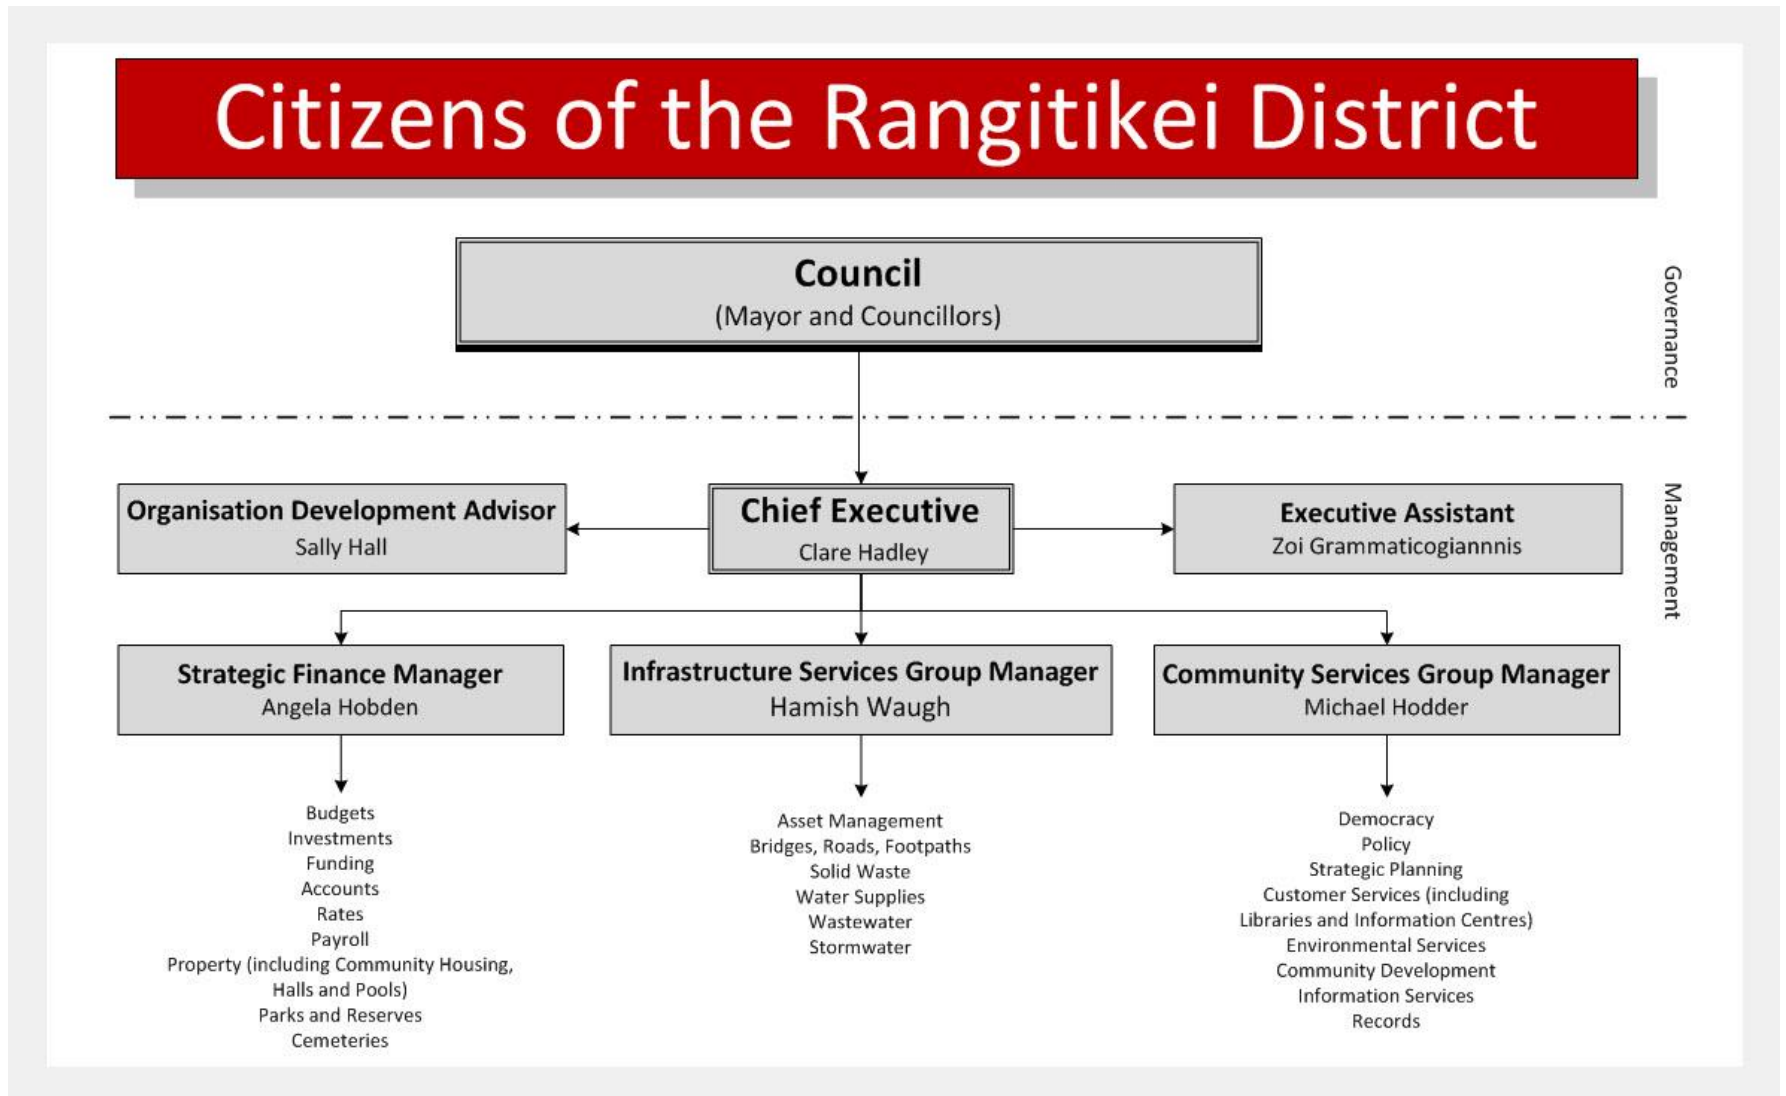 Citizens of the Rangitikei District
Council
(Mayor and Councillors)
Governance
Organisation Development Advisor
Sally Hall
Chief Executive
Clare Hadley
Executive Assistant
Zoi Grammaticogiannnis
Management
Strategic Finance Manager
Angela Hobden
Infrastructure Services Group Manager
Hamish Waugh
Community Services Group Manager
Michael Hodder
Budgets
Investments
Funding
Accounts
Rates
Payroll
Property (including Community Housing,
Halls and Pools)
Parks and Reserves
Cemeteries
Asset Management
Bridges, Roads, Footpaths
Solid Waste
Water Supplies
Wastewater
Stormwater
Democracy
Policy
Strategic Planning
Customer Services (including
Libraries and Information Centres)
Environmental Services
Community Development
Information Services
Records